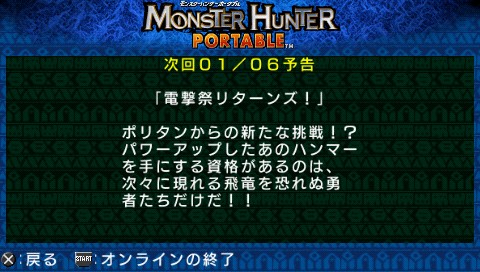 モンスターハンターポータブル
MONSTER HUNTER
PORTABLE™
次回01/06予告
「電撃祭リターンズ!」
ポリタンからの新たな挑戦!?
パワーアップしたあのハンマー
を手にする資格があるのは、
次々に現れる飛竜を恐れぬ勇
者たちだけだ!!
×:戻る START:オンラインの終了